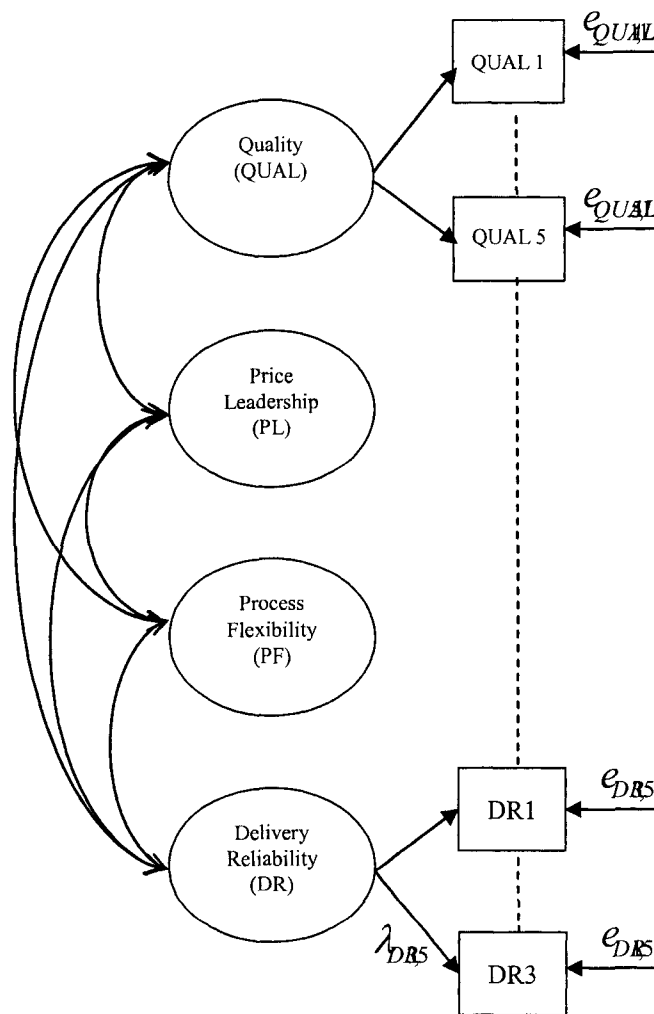 QUAL 1
Quality
(QUAL)
QUAL 5
Price
Leadership
(PL)
Process
Flexibility
(PF)
DR1
Delivery
Reliability
(DR)
DR3